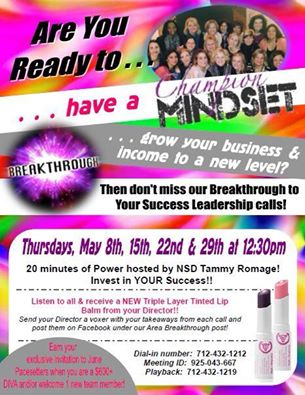 Are You
Ready to . . .
Champion
MINDSET
. . . have a
. . . grow your business &
income to a new level?
BREAKTHROUGH
Then don't miss our Breakthrough to
Your Success Leadership calls!
Thursdays, May 8th, 15th, 22nd & 29th at 12:30pm
20 minutes of Power hosted by NSD Tammy Romage!
Invest in YOUR Success!!
Listen to all & receive a NEW Triple Layer Tinted Lip
Balm from your Director!!
Send your Director a voxer with your takeaways from each call and
post them on Facebook under our Area Breakthrough post!
Earn your
exclusive invitation to June
Pacesetters when you are a $600+
DIVA and/or welcome 1 new team member!
Dial-in number: 712-432-1212
Meeting ID: 925-043-667
Playback: 712-432-1219